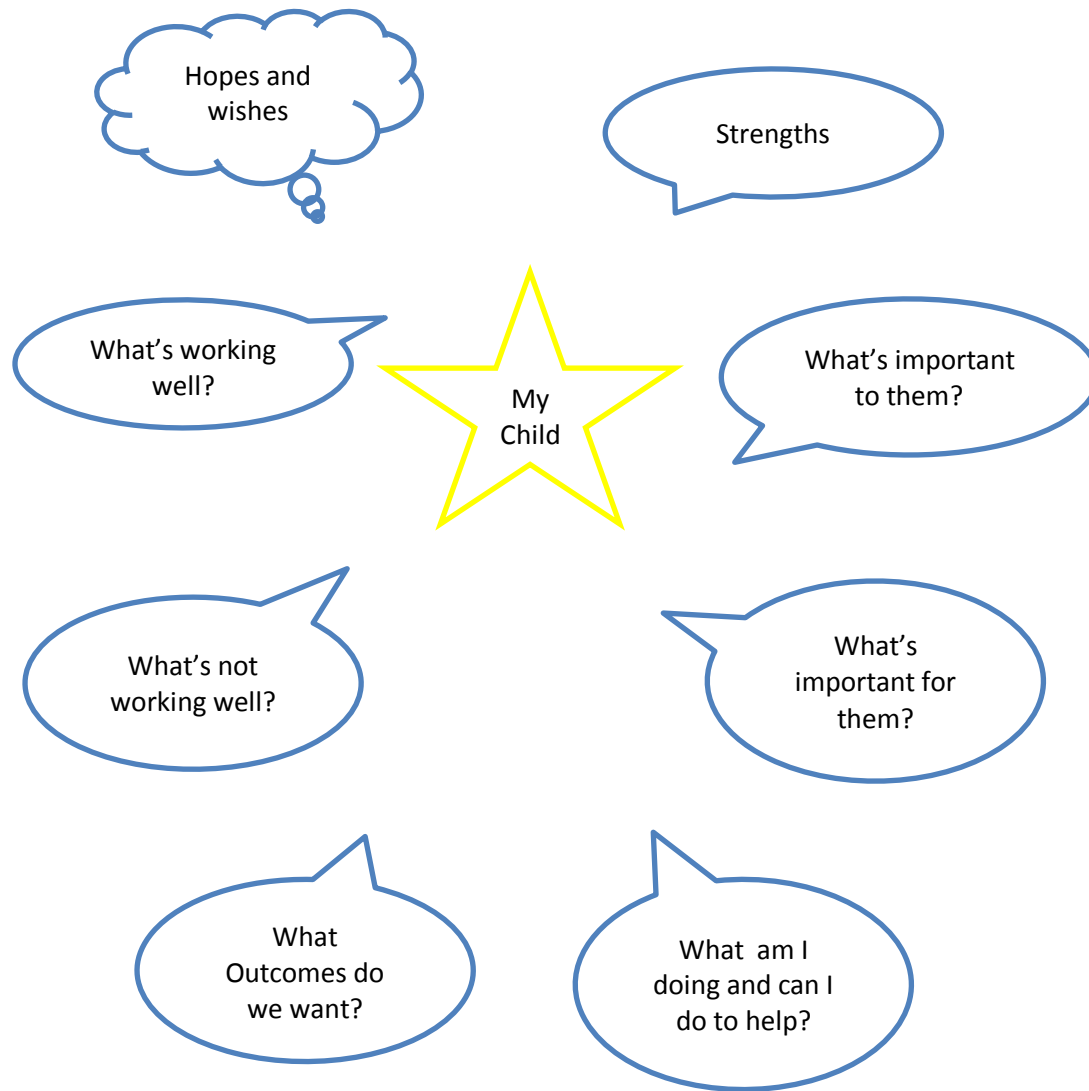 Hopes and
wishes
Strengths
What’s working
well?
My
Child
What’s important
to them?
What’s not
working well?
What’s
important for
them?
What
Outcomes do
we want?
What  am I
doing and can I
do to help?